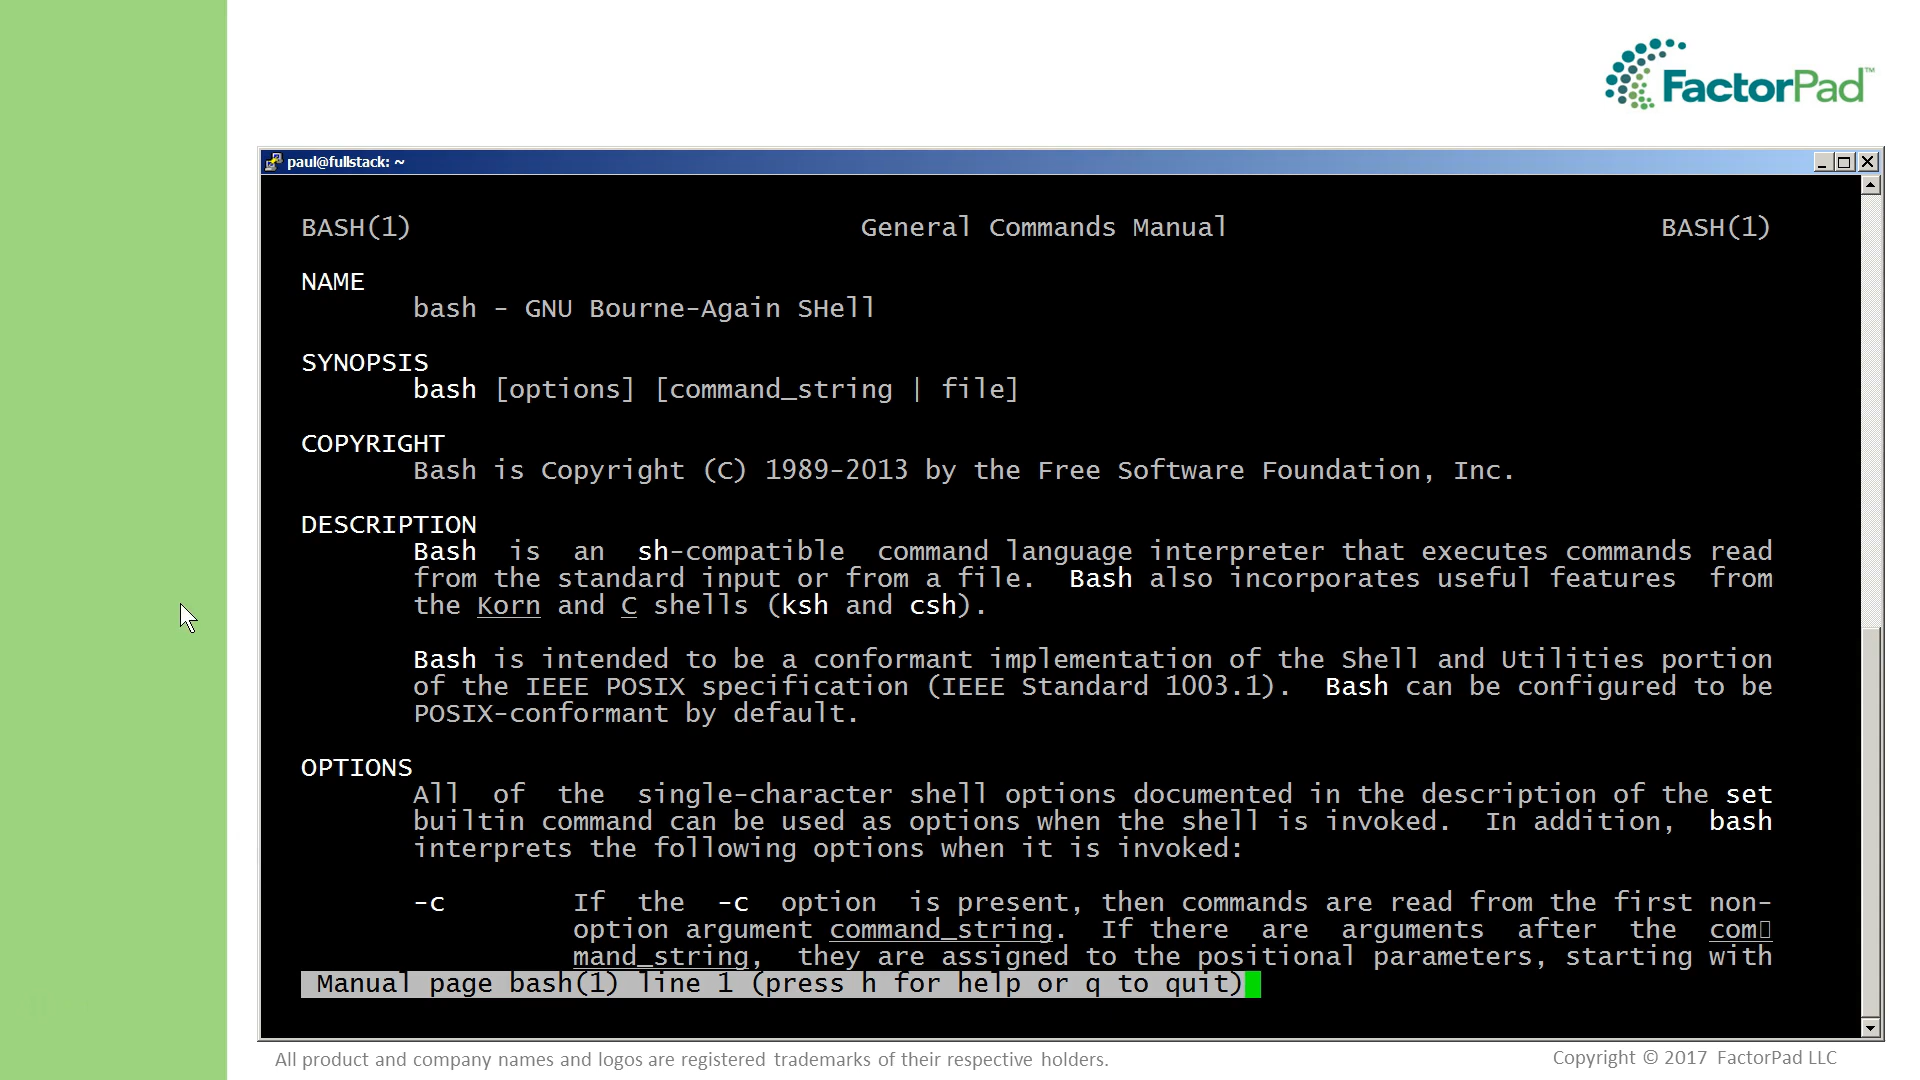 FactorPad™
paul@fullstack: ~
BASH(1) General Commands Manual BASH(1)
NAME
bash - GNU Bourne-Again SHell
SYNOPSIS
bash [options] [command_string | file]
COPYRIGHT
Bash is Copyright (C) 1989-2013 by the Free Software Foundation, Inc.
DESCRIPTION
Bash is an sh-compatible command language interpreter that executes commands read
from the standard input or from a file. Bash also incorporates useful features from
the Korn and C shells (ksh and csh).
Bash is intended to be a conformant implementation of the Shell and Utilities portion
of the IEEE POSIX specification (IEEE Standard 1003.1). Bash can be configured to be
POSIX-conformant by default.
OPTIONS
All of the single-character shell options documented in the description of the set
builtin command can be used as options when the shell is invoked. In addition, bash
interprets the following options when it is invoked:
-c If the -c option is present, then commands are read from the first non-
option argument command_string. If there are arguments after the com▯
mand_string, they are assigned to the positional parameters, starting with
Manual page bash(1) line 1 (press h for help or q to quit)
All product and company names and logos are registered trademarks of their respective holders.
Copyright © 2017 FactorPad LLC